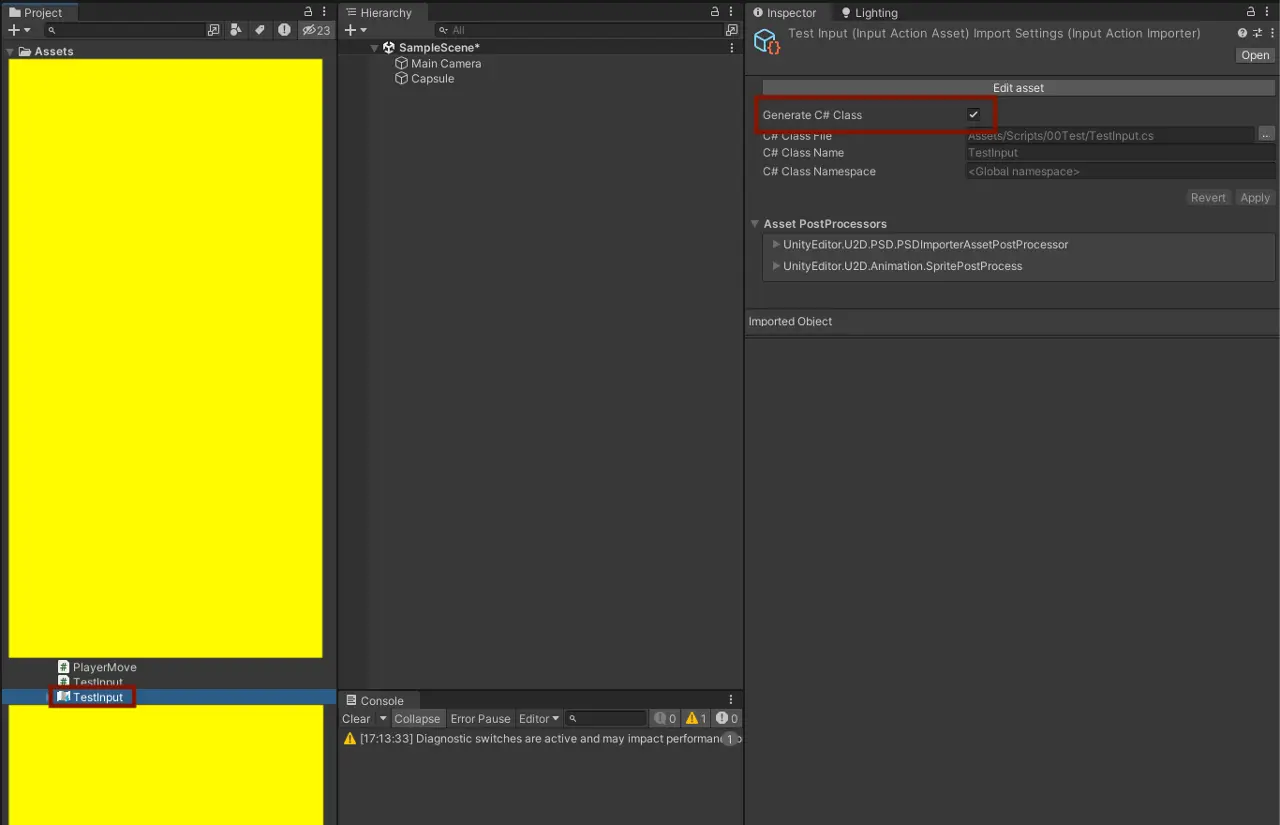 Project
23
Assets
PlayerMove
TestInput
TestInput
Hierarchy
All
SampleScene*
Main Camera
Capsule
Console
Clear
Collapse
Error Pause
Editor
0
1
0
[17:13:33] Diagnostic switches are active and may impact performan
1
Inspector
Lighting
Test Input (Input Action Asset) Import Settings (Input Action Importer)
Open
Edit asset
Generate C# Class
C# Class File
Assets/Scripts/00Test/TestInput.cs
...
C# Class Name
TestInput
C# Class Namespace
<Global namespace>
Revert
Apply
Asset PostProcessors
UnityEditor.U2D.PSD.PSDImporterAssetPostProcessor
UnityEditor.U2D.Animation.SpritePostProcess
Imported Object